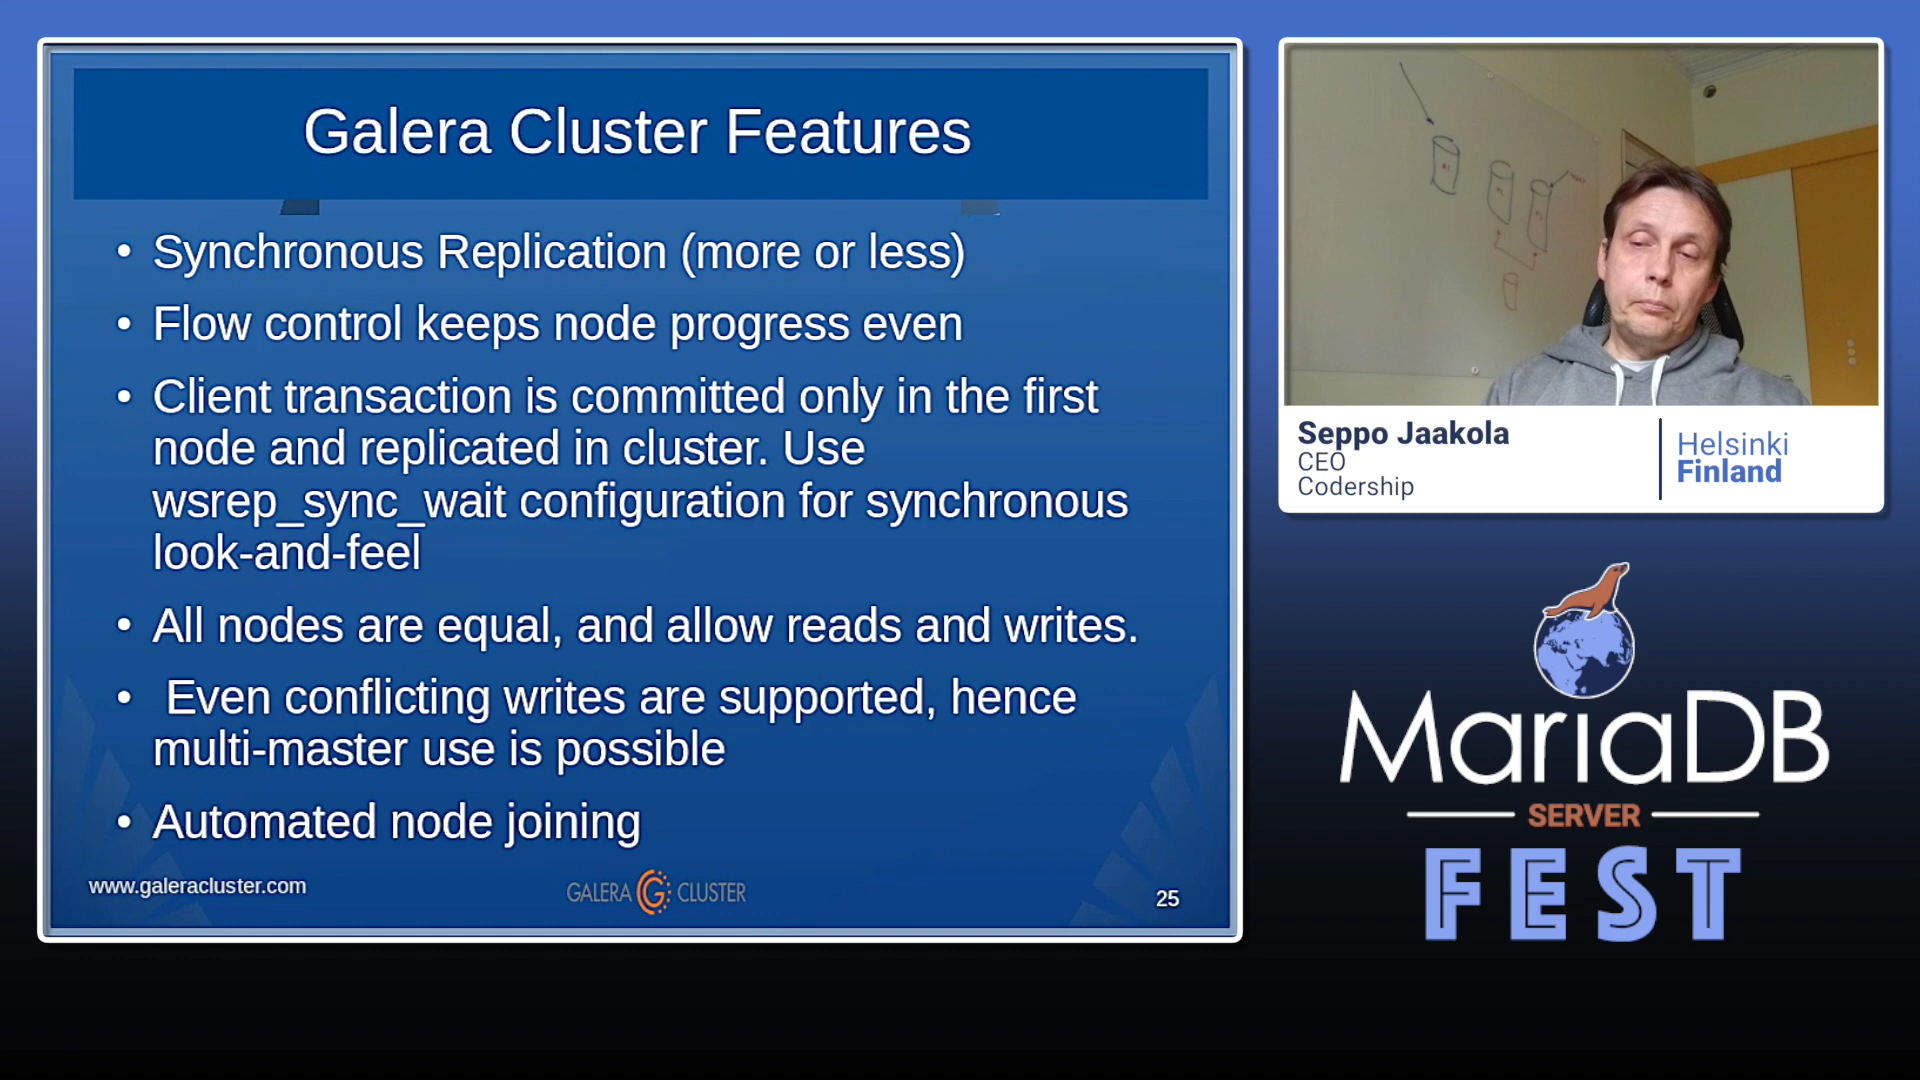 Galera Cluster Features
• Synchronous Replication (more or less)
• Flow control keeps node progress even
• Client transaction is committed only in the first
node and replicated in cluster. Use
wsrep_sync_wait configuration for synchronous
look-and-feel
• All nodes are equal, and allow reads and writes.
• Even conflicting writes are supported, hence
multi-master use is possible
• Automated node joining
www.galeracluster.com
GALERA CLUSTER
25
Seppo Jaakola
CEO
Codership
Helsinki
Finland
MariaDB
SERVER
FEST